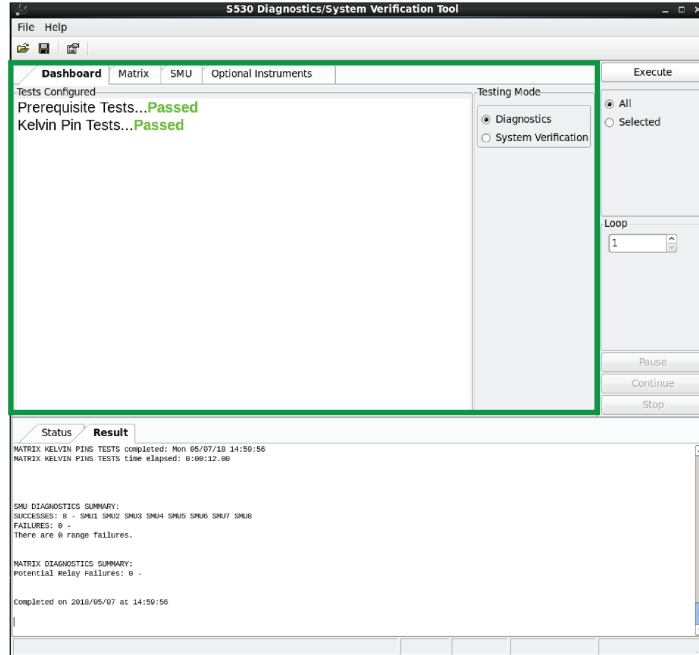 S530 Diagnostics/System Verification Tool
File Help
Dashboard Matrix SMU Optional Instruments
Tests Configured
Prerequisite Tests...Passed
Kelvin Pin Tests...Passed
Testing Mode
Diagnostics
System Verification
Execute
All
Selected
Loop
1
Pause
Continue
Stop
Status Result
MATRIX KELVIN PINS TESTS completed: Mon 05/07/18 14:59:56
MATRIX KELVIN PINS TESTS time elapsed: 0:00:12.00
SMU DIAGNOSTICS SUMMARY:
SUCCESSES: 8 - SMU1 SMU2 SMU3 SMU4 SMU5 SMU6 SMU7 SMU8
FAILURES: 0 -
There are 0 range failures.
MATRIX DIAGNOSTICS SUMMARY:
Potential Relay Failures: 0 -
Completed on 2018/05/07 at 14:59:56